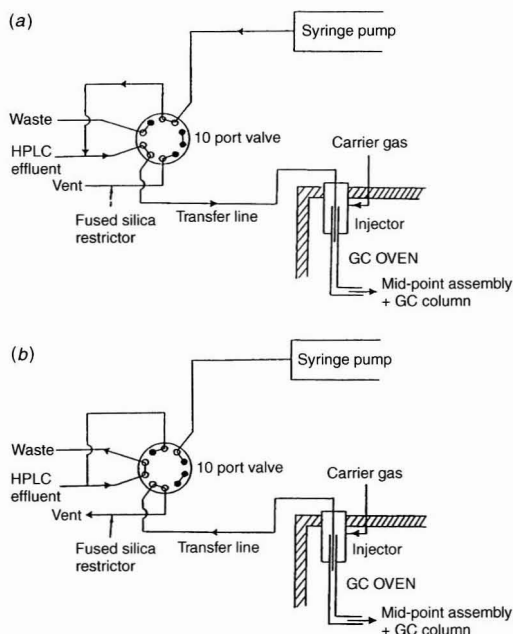 (a)
Syringe pump
Waste
10 port valve
HPLC
effluent
Carrier gas
Vent
Fused silica
restrictor
Transfer line
Injector
GC OVEN
Mid-point assembly
+ GC column
(b)
Syringe pump
Waste
10 port valve
HPLC
effluent
Carrier gas
Vent
Fused silica
restrictor
Transfer line
Injector
GC OVEN
Mid-point assembly
+ GC column